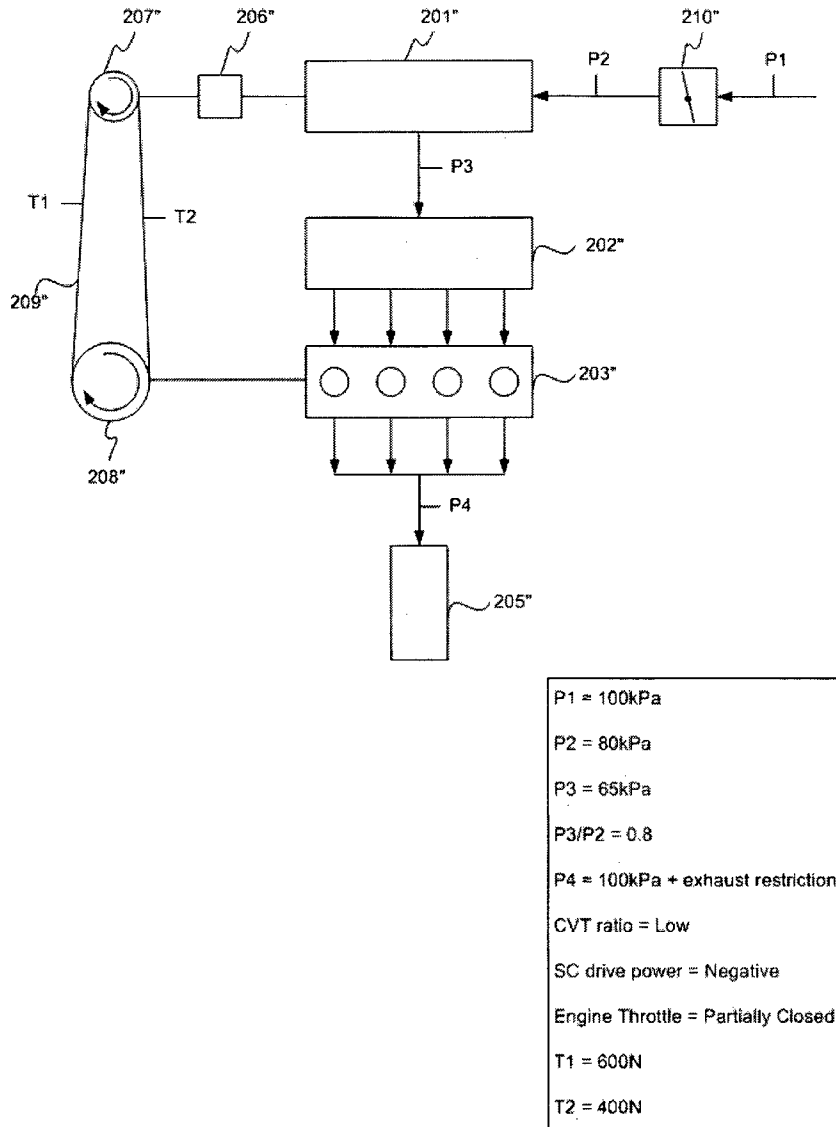 207"
206"
201"
210"
P2
P1
P3
T1
T2
202"
209"
203"
208"
P4
205"
P1 = 100kPa
P2 = 80kPa
P3 = 65kPa
P3/P2 = 0.8
P4 = 100kPa + exhaust restriction
CVT ratio = Low
SC drive power = Negative
Engine Throttle = Partially Closed
T1 = 600N
T2 = 400N